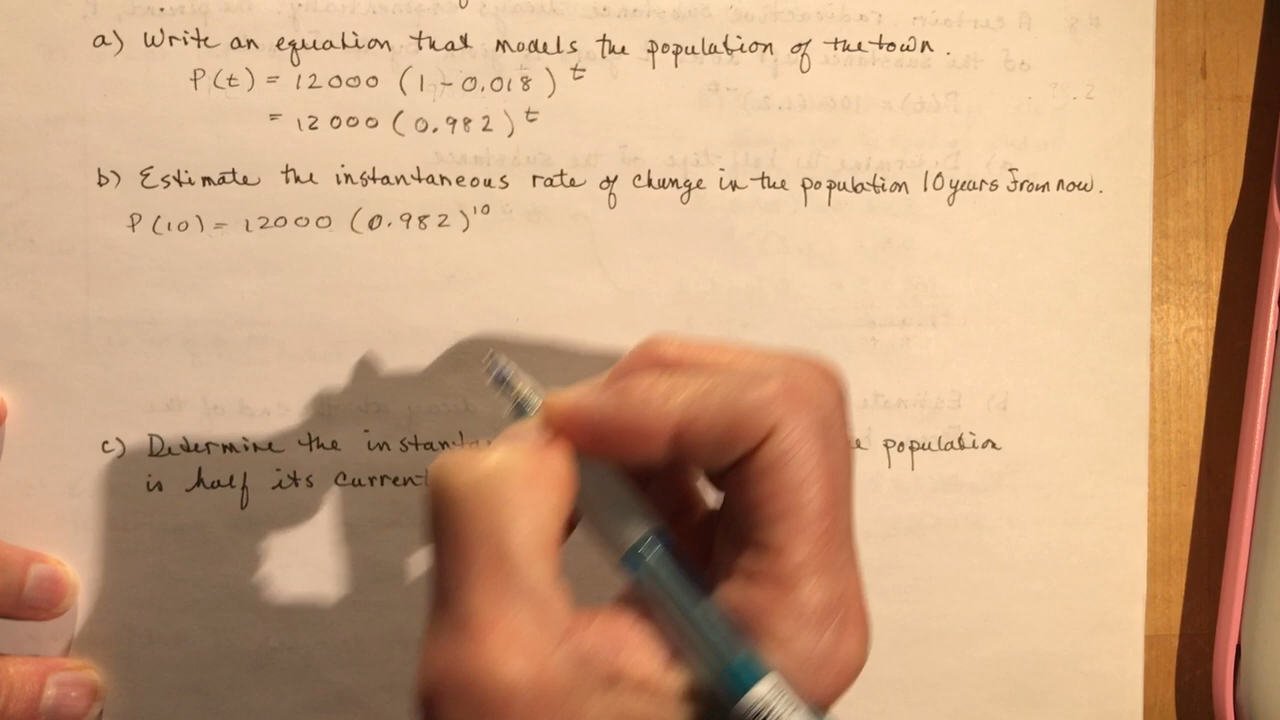 a) Write an equation that models the population of the town.
P(t) = 12000 (1 - 0.018)^t
= 12000 (0.982)^t
b) Estimate the instantaneous rate of change in the population 10 years from now.
P(10) = 12000 (0.982)^10
c) Determine the population
is half its current